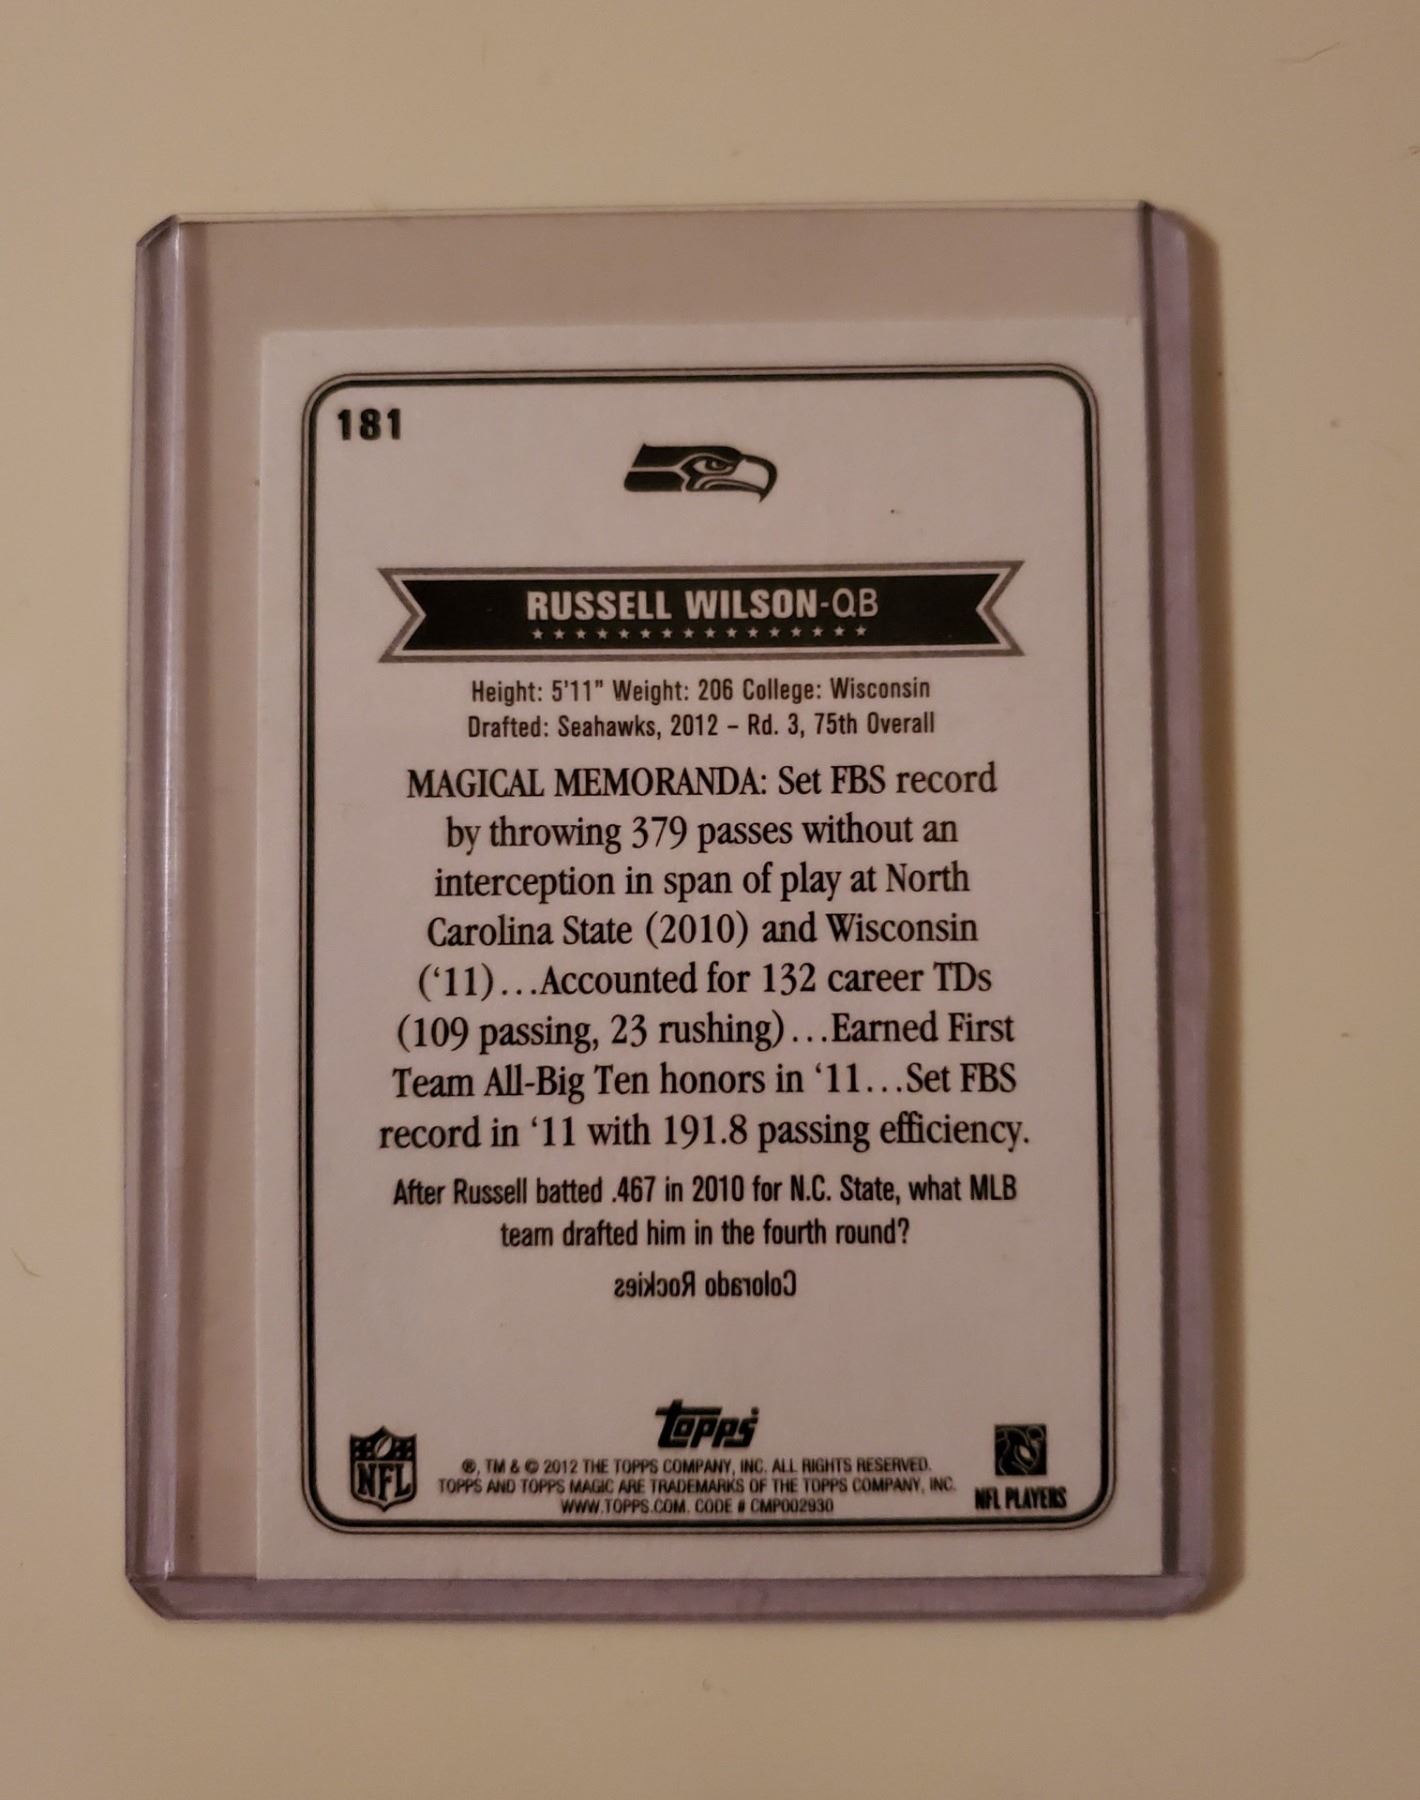 181
RUSSELL WILSON-QB
Height: 5'11" Weight: 206 College: Wisconsin
Drafted: Seahawks, 2012 – Rd. 3, 75th Overall
MAGICAL MEMORANDA: Set FBS record
by throwing 379 passes without an
interception in span of play at North
Carolina State (2010) and Wisconsin
(‘11)...Accounted for 132 career TDs
(109 passing, 23 rushing)...Earned First
Team All-Big Ten honors in ‘11...Set FBS
record in ‘11 with 191.8 passing efficiency.
After Russell batted .467 in 2010 for N.C. State, what MLB
team drafted him in the fourth round?
Colorado Rockies
topps
NFL
®, TM & © 2012 THE TOPPS COMPANY, INC. ALL RIGHTS RESERVED.
TOPPS AND TOPPS MAGIC ARE TRADEMARKS OF THE TOPPS COMPANY, INC.
WWW.TOPPS.COM. CODE # CMP002930
NFL PLAYERS